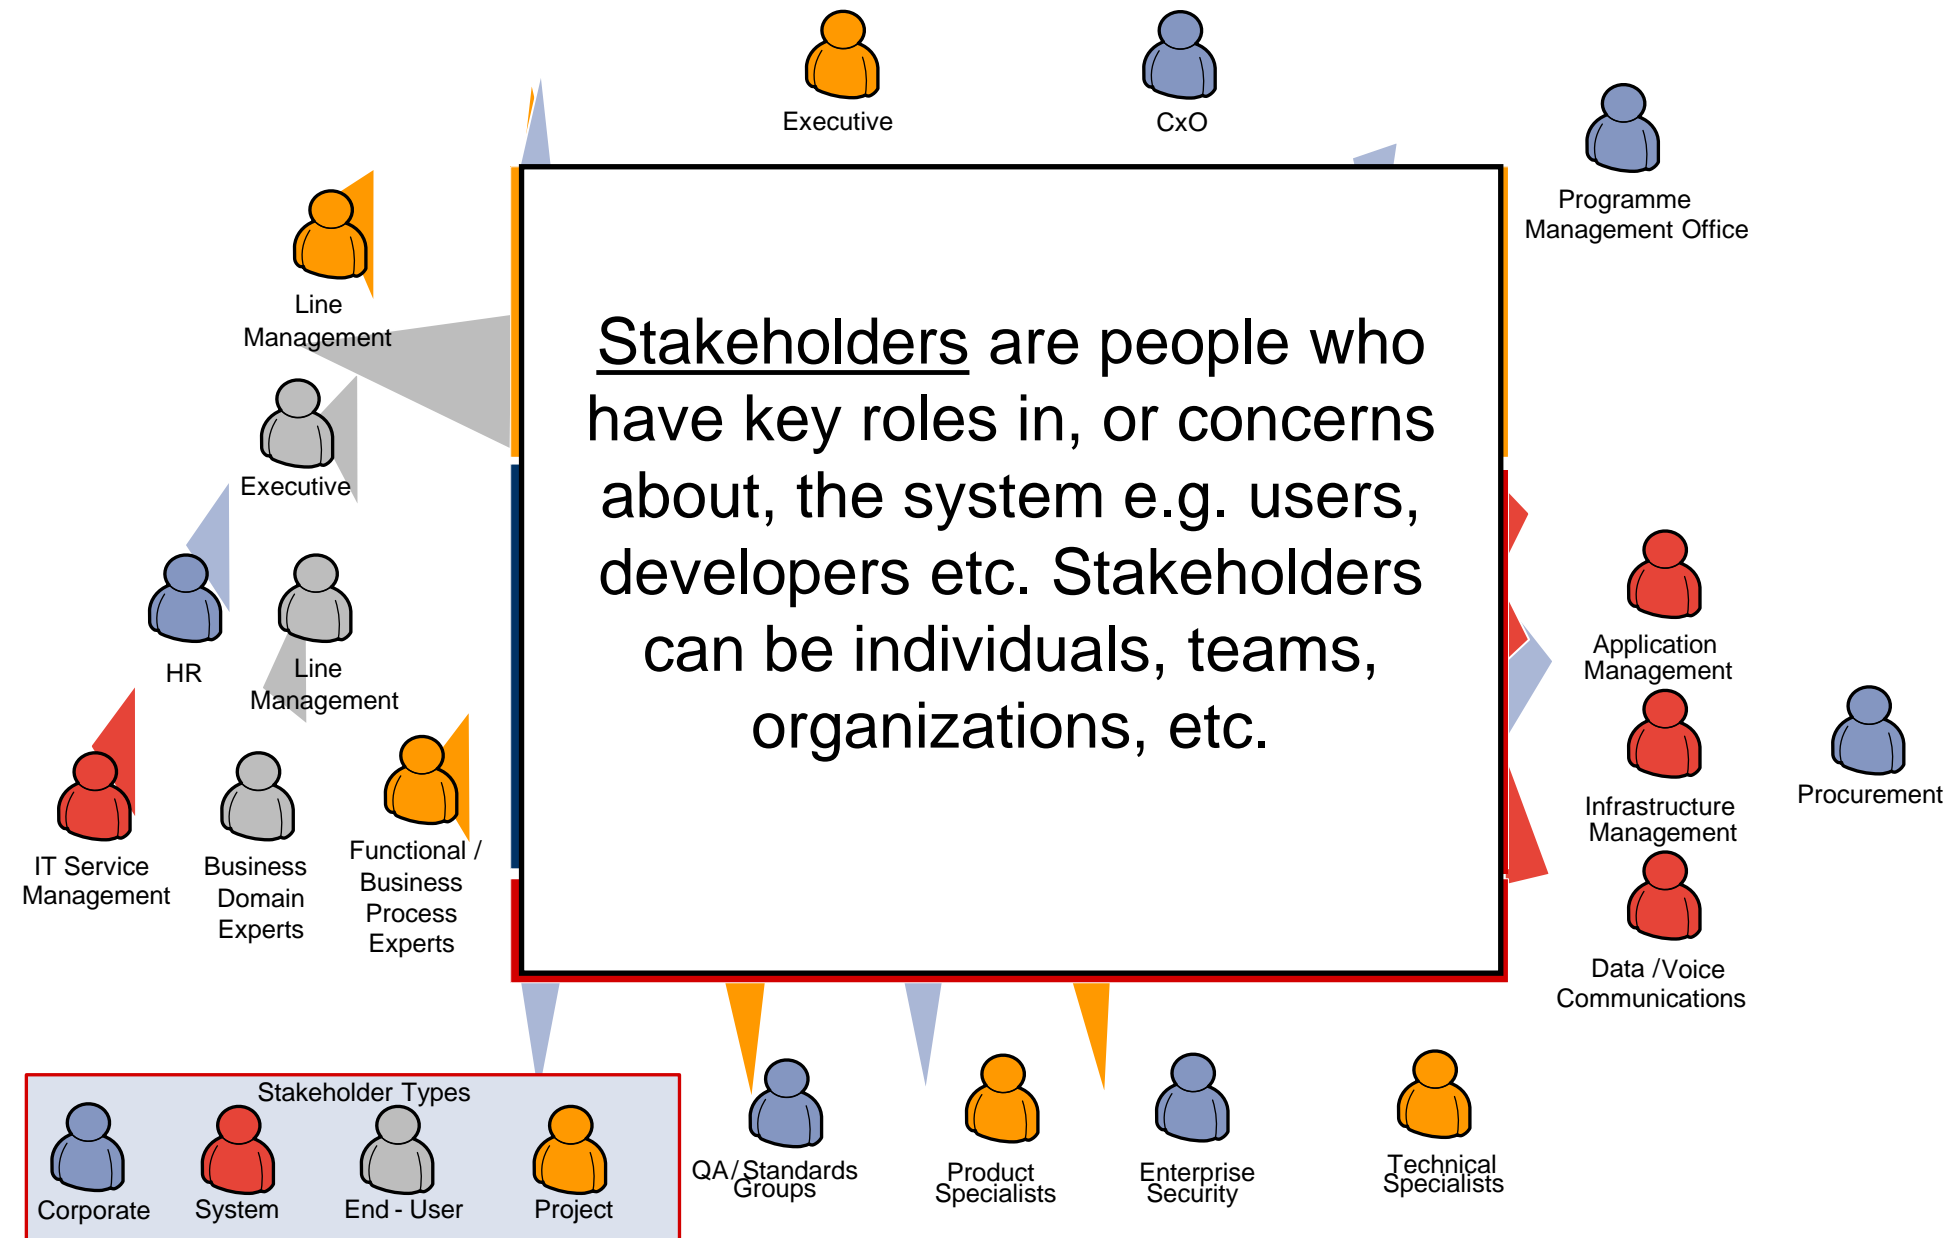 Executive
CxO
Programme
Management Office
Line
Management
Stakeholders are people who
have key roles in, or concerns
about, the system e.g. users,
developers etc. Stakeholders
can be individuals, teams,
organizations, etc.
Executive
HR
Line
Management
IT Service
Management
Business
Domain
Experts
Functional /
Business
Process
Experts
Application
Management
Infrastructure
Management
Procurement
Data /Voice
Communications
Stakeholder Types
Corporate
System
End - User
Project
QA/Standards
Groups
Product
Specialists
Enterprise
Security
Technical
Specialists